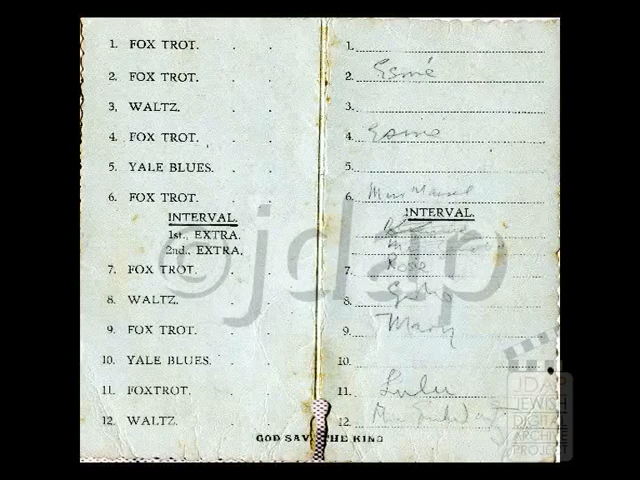 1. FOX TROT. . . 1.
2. FOX TROT. . . 2. Esmé
3. WALTZ. . . 3.
4. FOX TROT. . . 4. Esmé
5. YALE BLUES. . . 5.
6. FOX TROT. . . 6. Miss
INTERVAL. INTERVAL.
1st., EXTRA.
2nd., EXTRA.
7. FOX TROT. . . 7. Rose
8. WALTZ. . . 8.
9. FOX TROT. . . 9. Mary
10. YALE BLUES. . . 10.
11. FOXTROT. . . 11. Lulu
12. WALTZ. . . 12.
GOD SAVE THE KING
©jdap
JDAP
JEWISH
DIGITAL
ARCHIVE
PROJECT